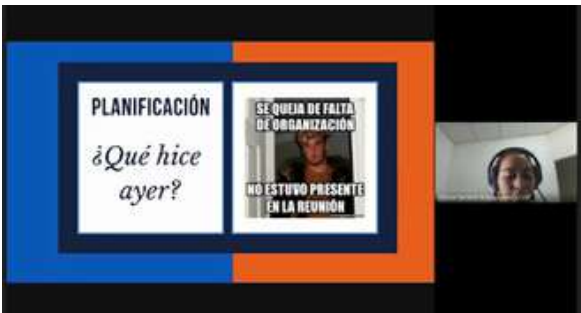 PLANIFICACIÓN
¿Qué hice
ayer?
SE QUEJA DE FALTA
DE ORGANIZACIÓN
NO ESTUVO PRESENTE
EN LA REUNIÓN